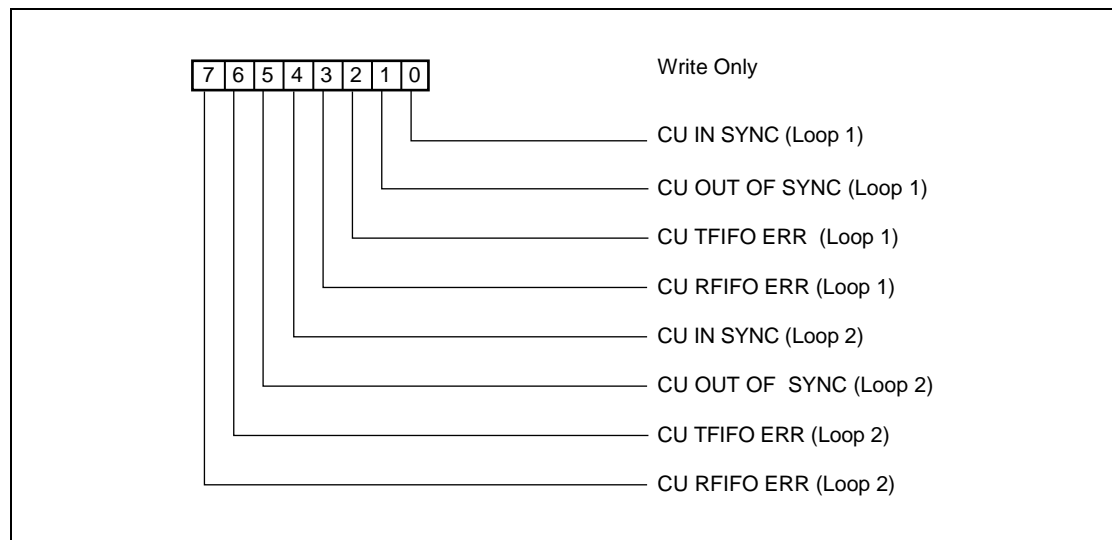 7 6 5 4 3 2 1 0 Write Only
CU IN SYNC (Loop 1)
CU OUT OF SYNC (Loop 1)
CU TFIFO ERR  (Loop 1)
CU RFIFO ERR (Loop 1)
CU IN SYNC (Loop 2)
CU OUT OF  SYNC (Loop 2)
CU TFIFO ERR (Loop 2)
CU RFIFO ERR (Loop 2)